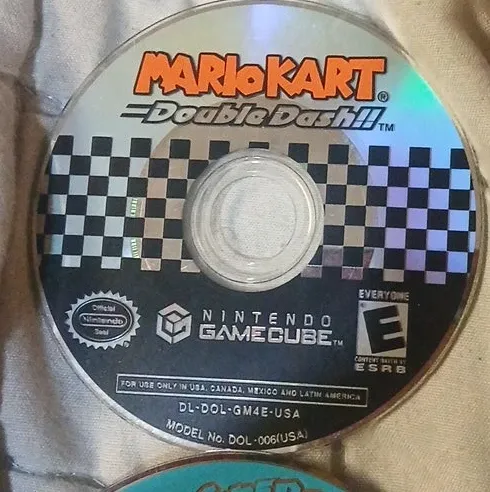 MARIO KART®
Double Dash!!™
EVERYONE
E
CONTENT RATED BY
ESRB
Official
Nintendo
Seal
NINTENDO
GAMECUBE™
FOR USE ONLY IN USA, CANADA, MEXICO AND LATIN AMERICA
DL-DOL-GM4E-USA
MODEL No. DOL-006(USA)